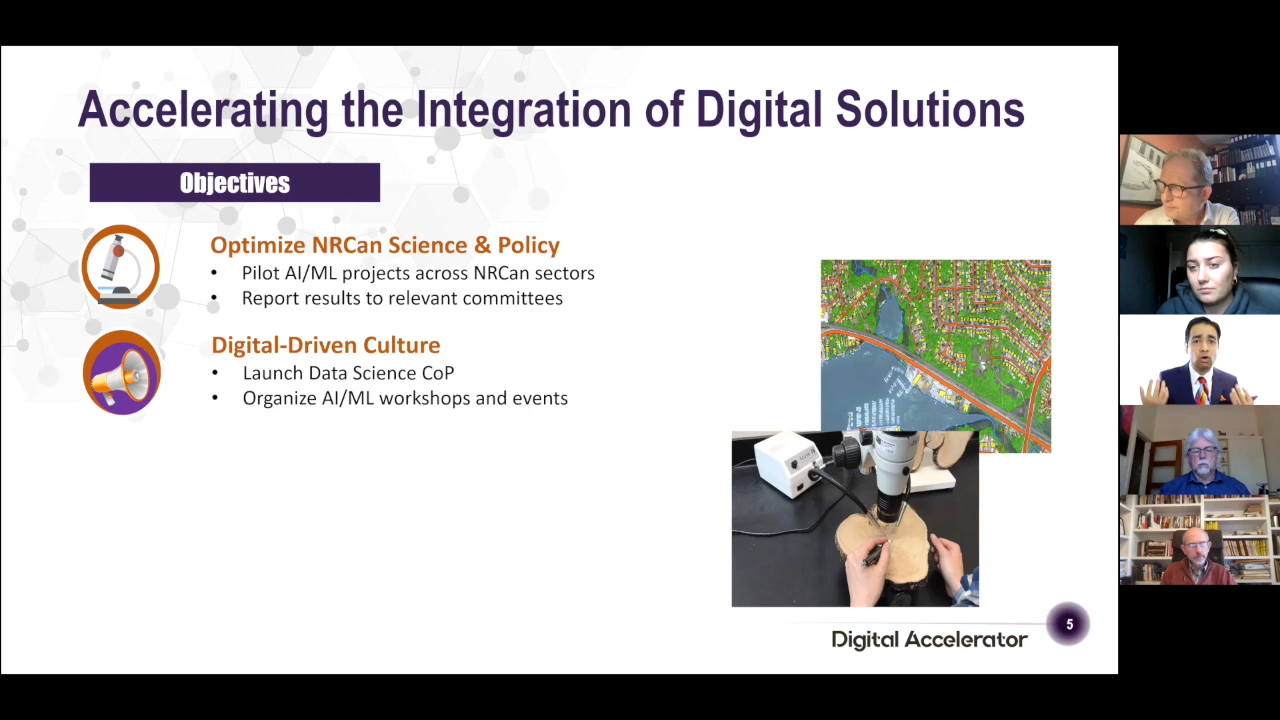 Accelerating the Integration of Digital Solutions
Objectives
Optimize NRCan Science & Policy
• Pilot AI/ML projects across NRCan sectors
• Report results to relevant committees
Digital-Driven Culture
• Launch Data Science CoP
• Organize AI/ML workshops and events
Digital Accelerator
5